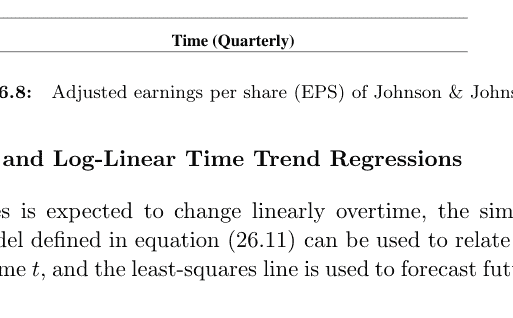 Time (Quarterly)
6.8: Adjusted earnings per share (EPS) of Johnson & Johns
and Log-Linear Time Trend Regressions
es is expected to change linearly overtime, the sim
del defined in equation (26.11) can be used to relate
me t, and the least-squares line is used to forecast fut